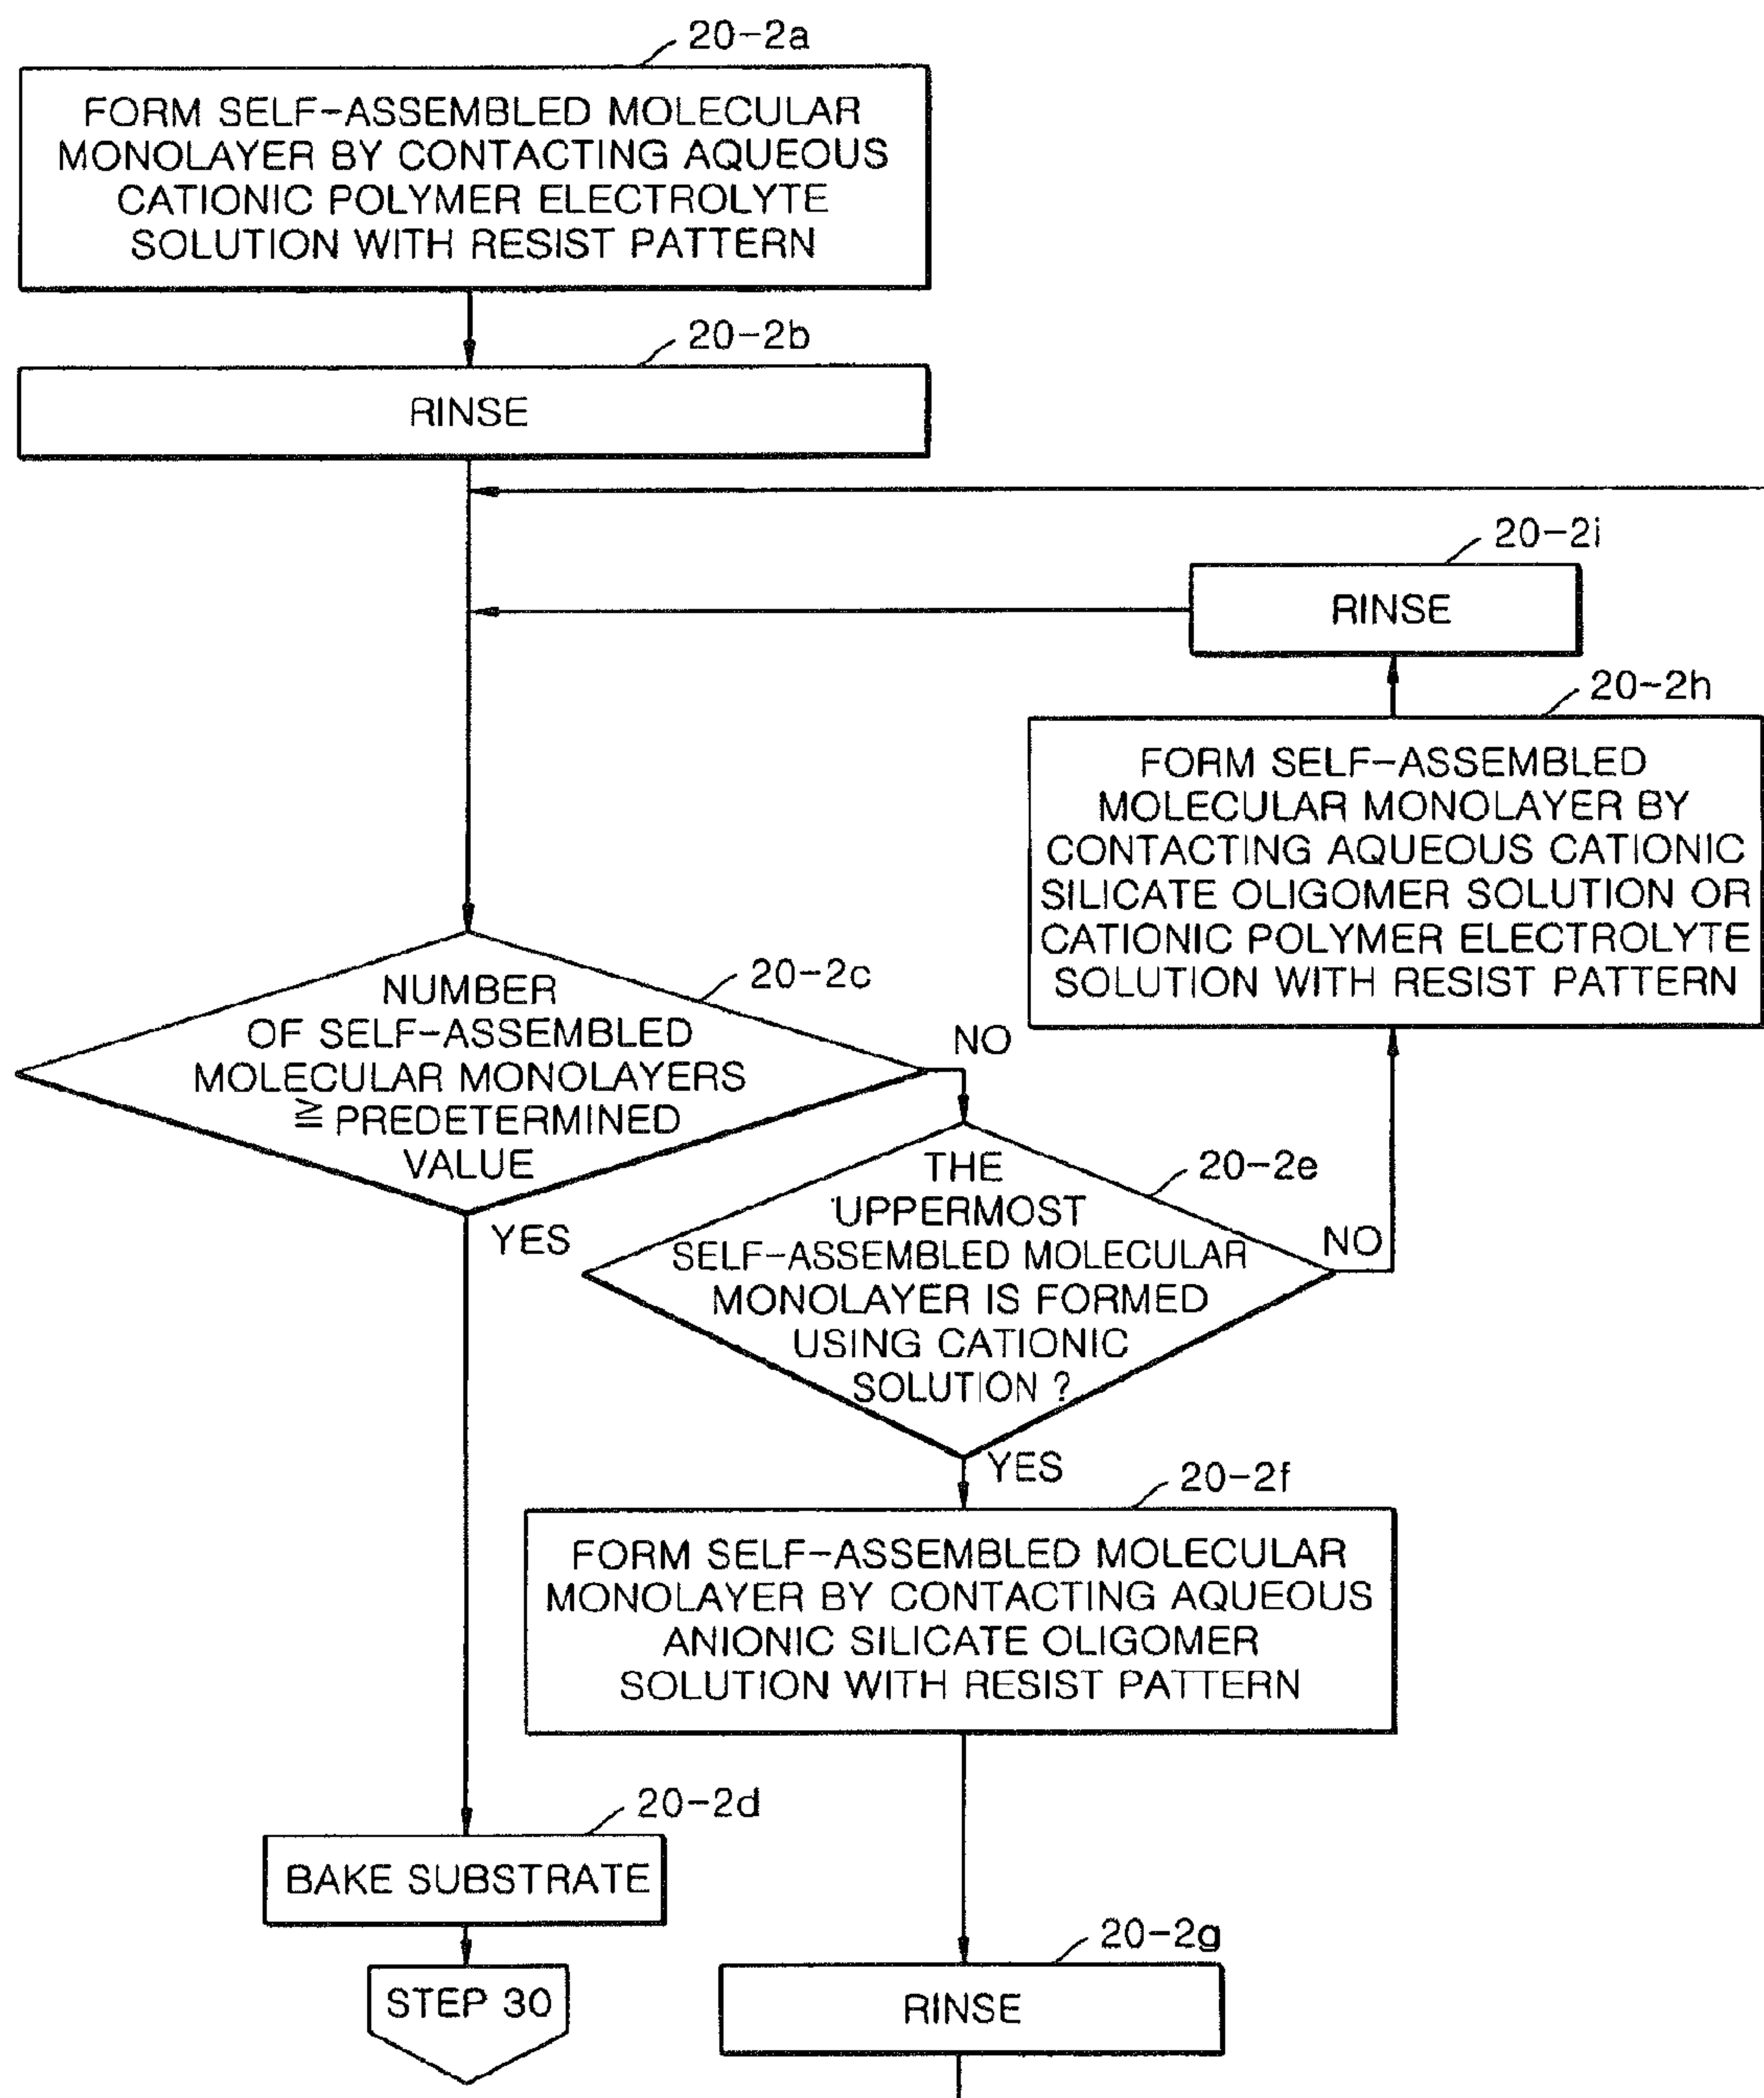 20-2a
FORM SELF-ASSEMBLED MOLECULAR
MONOLAYER BY CONTACTING AQUEOUS
CATIONIC POLYMER ELECTROLYTE
SOLUTION WITH RESIST PATTERN
20-2b
RINSE
20-2i
RINSE
20-2h
FORM SELF-ASSEMBLED
MOLECULAR MONOLAYER BY
CONTACTING AQUEOUS CATIONIC
SILICATE OLIGOMER SOLUTION OR
CATIONIC POLYMER ELECTROLYTE
SOLUTION WITH RESIST PATTERN
20-2c
NUMBER
OF SELF-ASSEMBLED
MOLECULAR MONOLAYERS
≧ PREDETERMINED
VALUE
NO
YES
20-2e
THE
UPPERMOST
SELF-ASSEMBLED MOLECULAR
MONOLAYER IS FORMED
USING CATIONIC
SOLUTION ?
NO
YES
20-2f
FORM SELF-ASSEMBLED MOLECULAR
MONOLAYER BY CONTACTING AQUEOUS
ANIONIC SILICATE OLIGOMER
SOLUTION WITH RESIST PATTERN
20-2d
BAKE SUBSTRATE
STEP 30
20-2g
RINSE